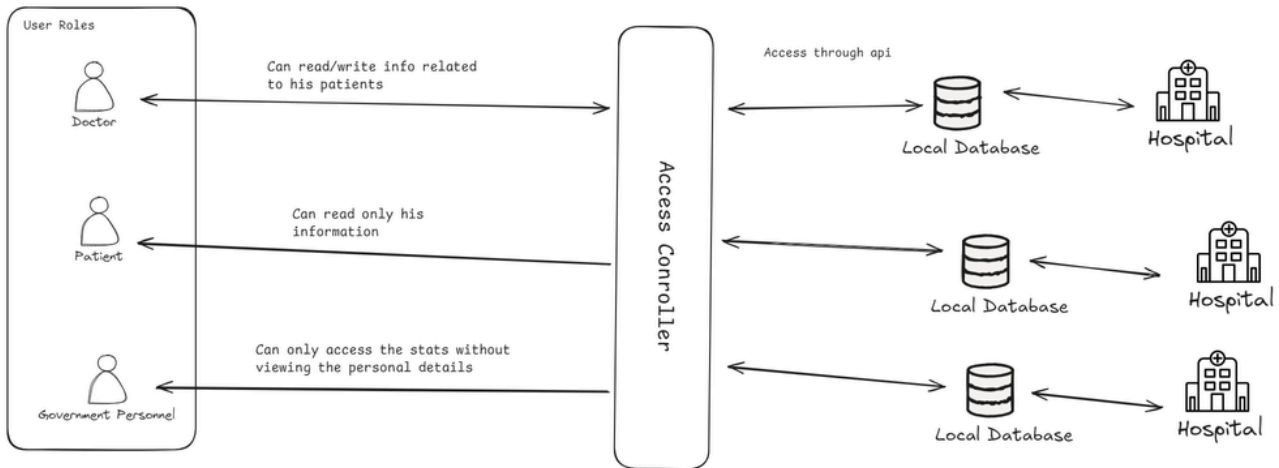 User Roles
Can read/write info related
to his patients
Doctor
Access through api
Local Database
Hospital
Can read only his
information
Patient
Access Conroller
Local Database
Hospital
Can only access the stats without
viewing the personal details
Government Personnel
Local Database
Hospital